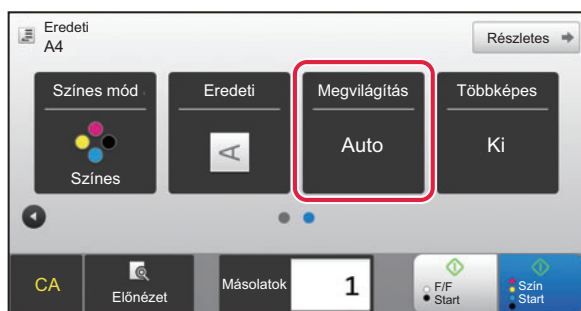 Eredeti
A4
Részletes
Színes mód
Színes
Eredeti
A
Megvilágítás
Auto
Többképes
Ki
CA
Előnézet
Másolatok
1
F/F
Start
Szín
Start